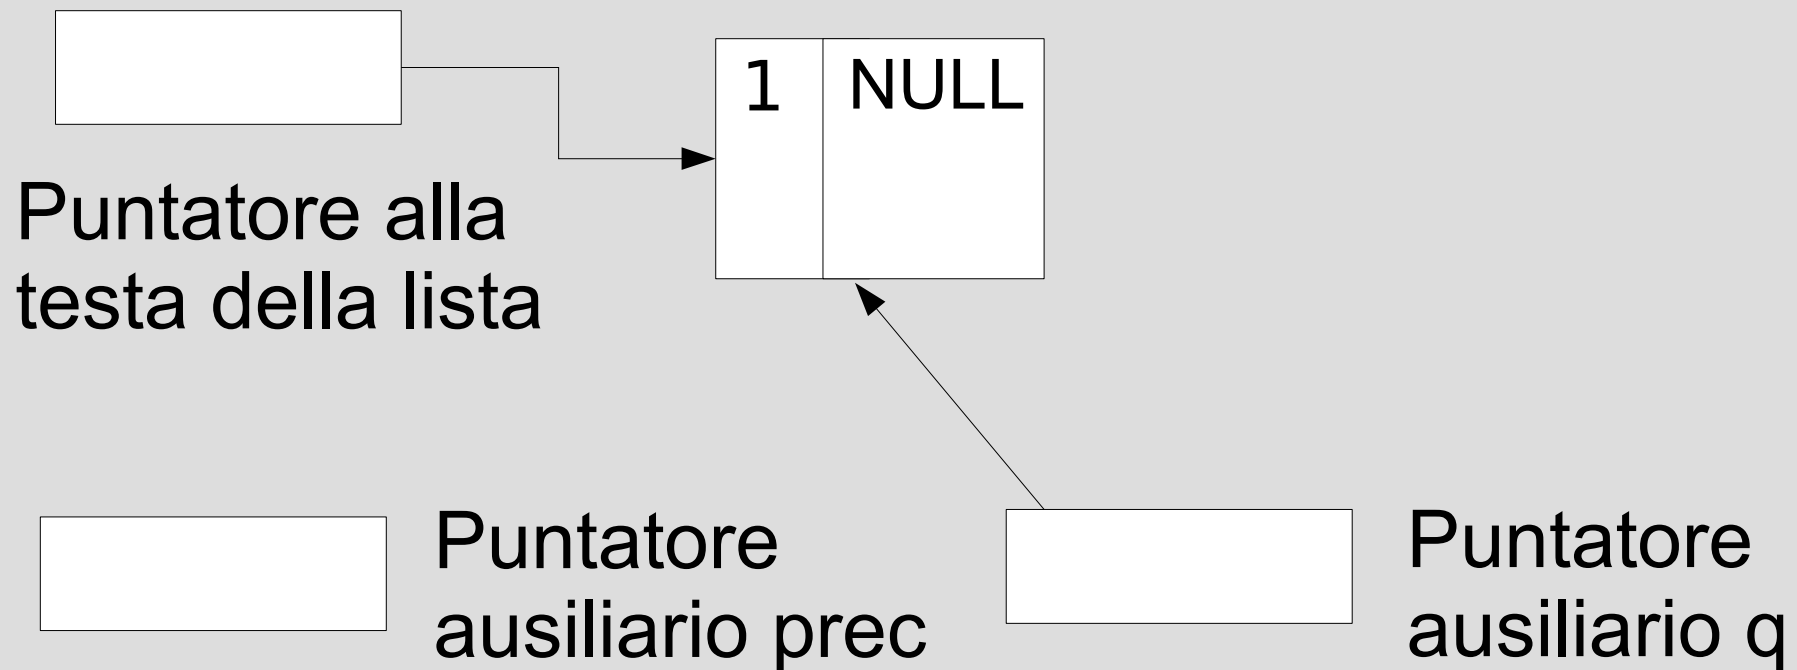 1 NULL
Puntatore alla
testa della lista
Puntatore
ausiliario prec
Puntatore
ausiliario q